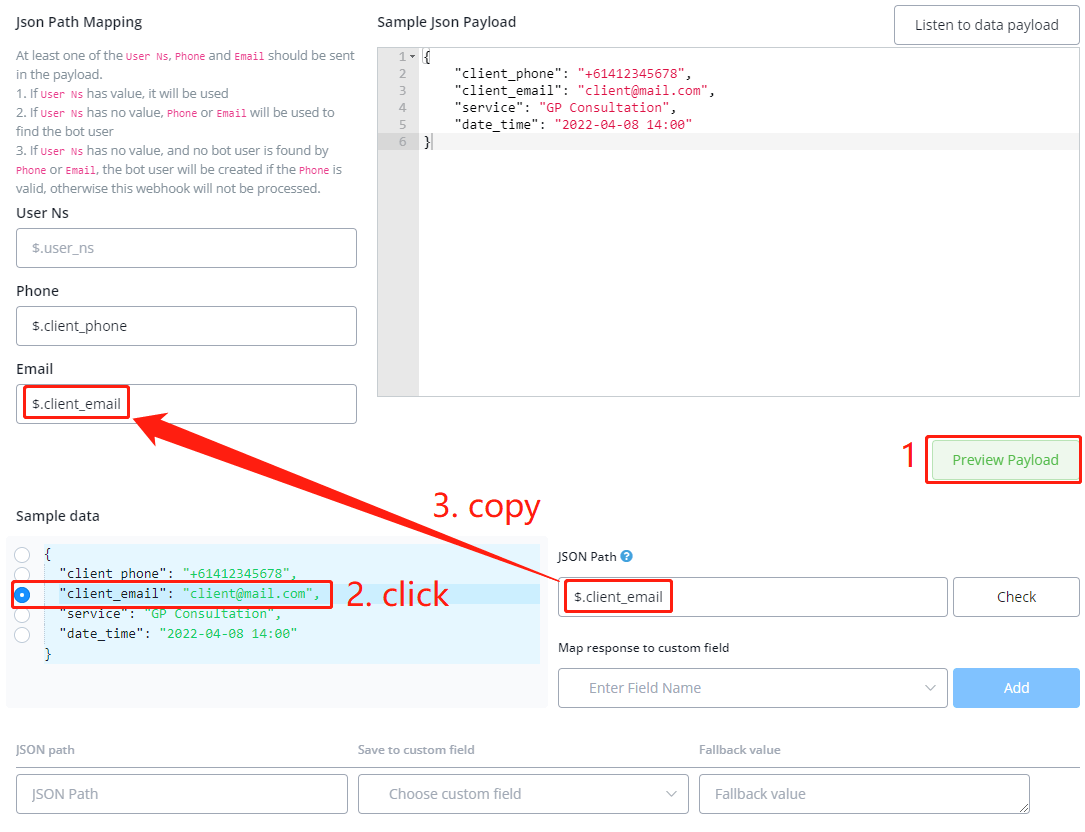 Json Path Mapping
At least one of the User Ns, Phone and Email should be sent
in the payload.
1. If User Ns has value, it will be used
2. If User Ns has no value, Phone or Email will be used to
find the bot user
3. If User Ns has no value, and no bot user is found by
Phone or Email, the bot user will be created if the Phone is
valid, otherwise this webhook will not be processed.
User Ns
$.user_ns
Phone
$.client_phone
Email
$.client_email
Sample Json Payload
Listen to data payload
1 {
2 "client_phone": "+61412345678",
3 "client_email": "client@mail.com",
4 "service": "GP Consultation",
5 "date_time": "2022-04-08 14:00"
6 }
1
Preview Payload
3. copy
Sample data
{
"client_phone": "+61412345678",
"client_email": "client@mail.com",
"service": "GP Consultation",
"date_time": "2022-04-08 14:00"
}
2. click
JSON Path
$.client_email
Check
Map response to custom field
Enter Field Name
Add
JSON path
Save to custom field
Fallback value
JSON Path
Choose custom field
Fallback value